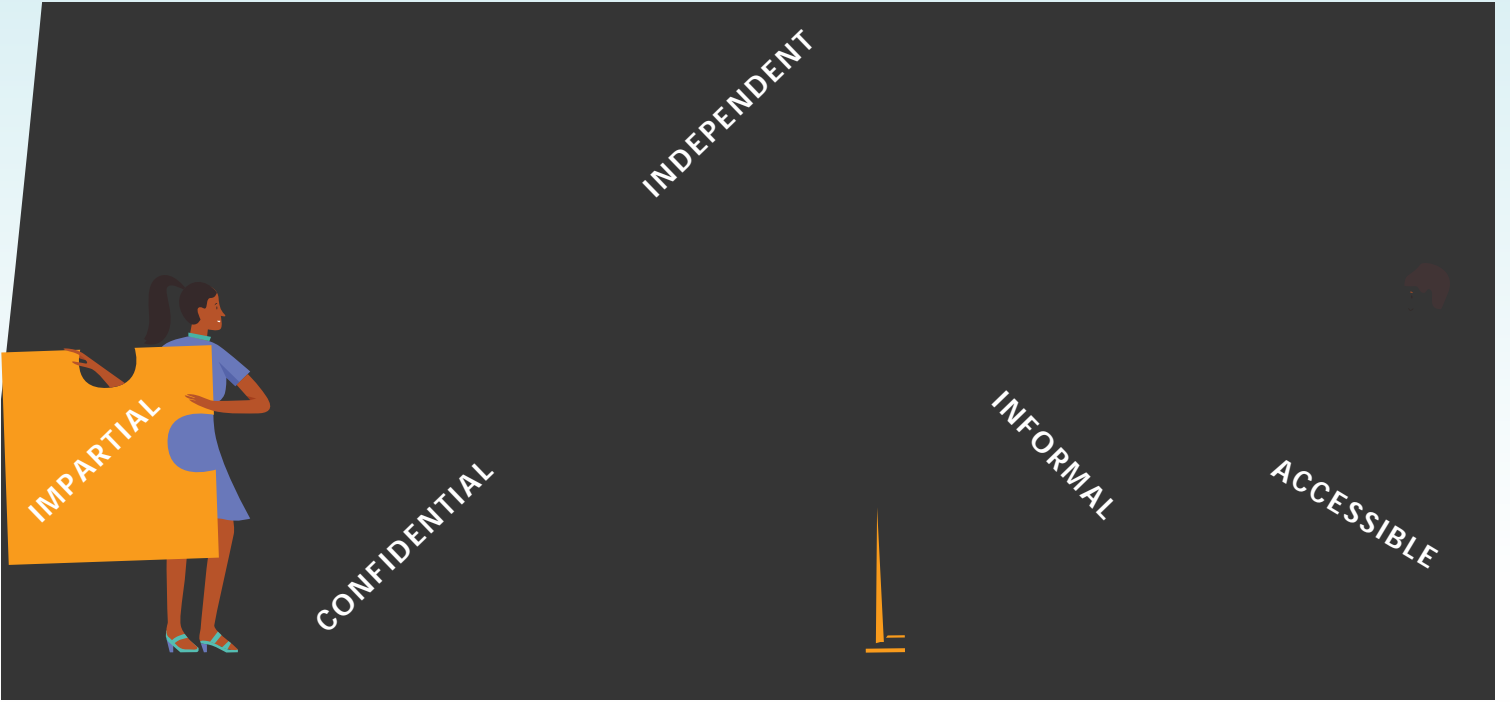 INDEPENDENT
IMPARTIAL
CONFIDENTIAL
INFORMAL
ACCESSIBLE